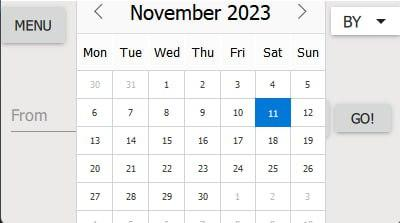 MENU
November 2023
BY
Mon Tue Wed Thu Fri Sat Sun
30 31 1 2 3 4 5
6 7 8 9 10 11 12
From
GO!
13 14 15 16 17 18 19
20 21 22 23 24 25 26
27 28 29 30 1 2 3